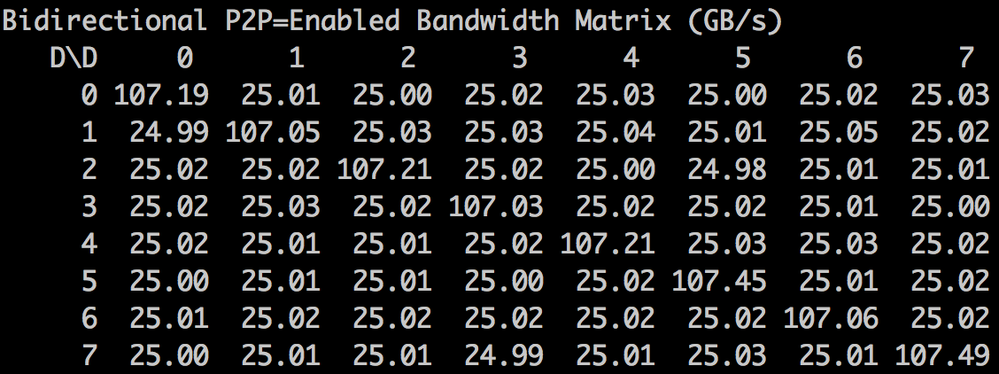 Bidirectional P2P=Enabled Bandwidth Matrix (GB/s)
D\D 0 1 2 3 4 5 6 7
0 107.19 25.01 25.00 25.02 25.03 25.00 25.02 25.03
1 24.99 107.05 25.03 25.03 25.04 25.01 25.05 25.02
2 25.02 25.02 107.21 25.02 25.00 24.98 25.01 25.01
3 25.02 25.03 25.02 107.03 25.02 25.02 25.01 25.00
4 25.02 25.01 25.01 25.02 107.21 25.03 25.03 25.02
5 25.00 25.01 25.01 25.00 25.02 107.45 25.01 25.02
6 25.01 25.02 25.02 25.02 25.02 25.02 107.06 25.02
7 25.00 25.01 25.01 24.99 25.01 25.03 25.01 107.49